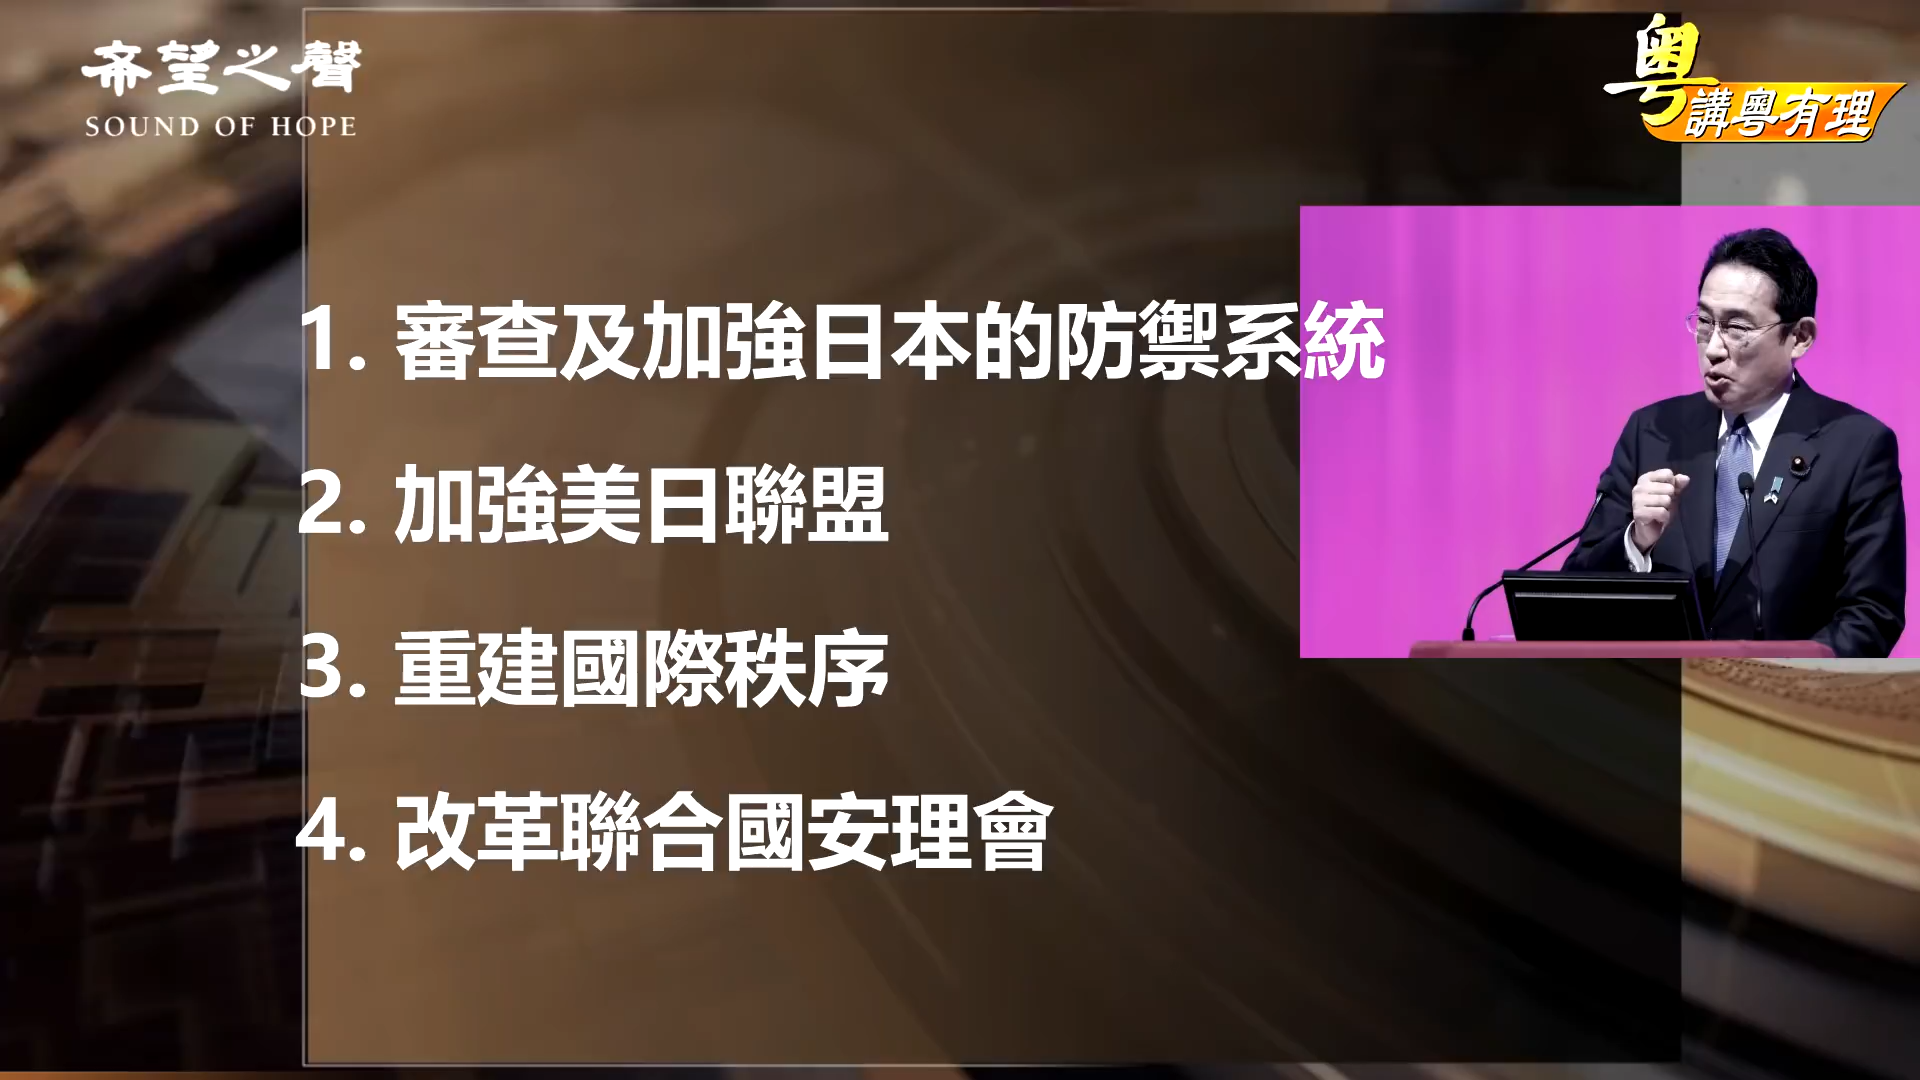 希望之聲
SOUND OF HOPE
粵講粵有理
1. 審查及加強日本的防禦系統
2. 加強美日聯盟
3. 重建國際秩序
4. 改革聯合國安理會